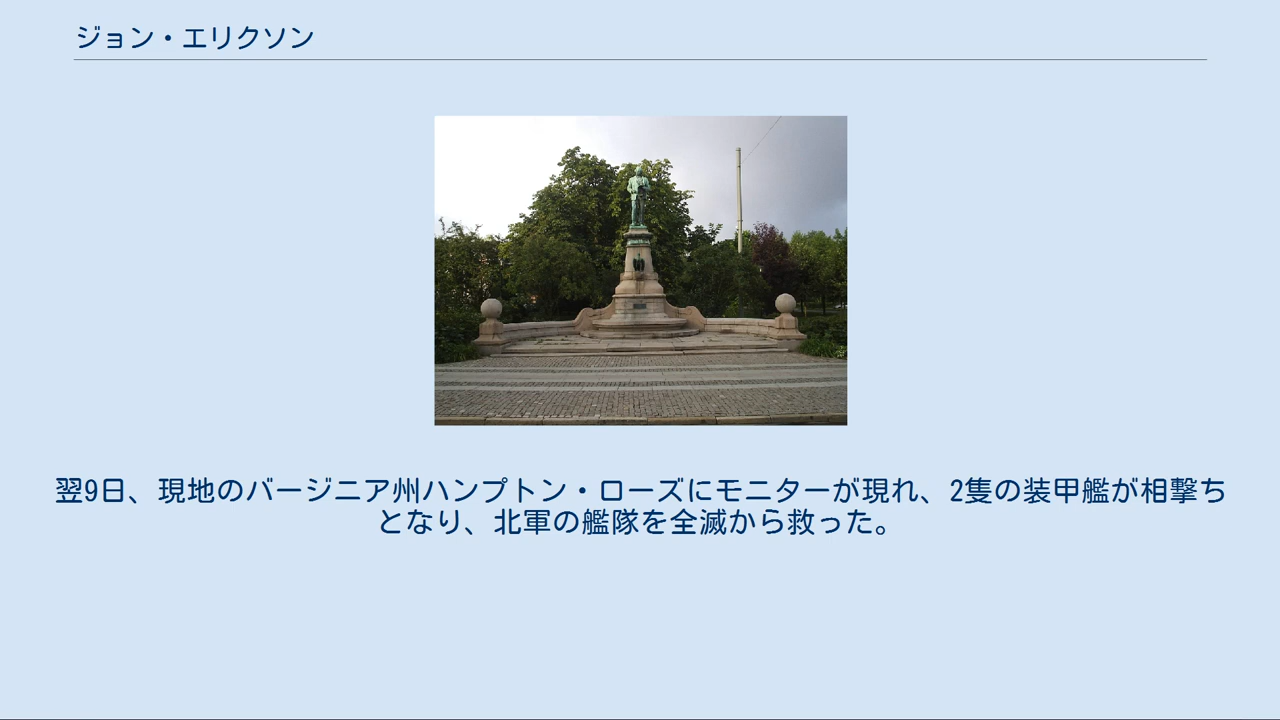 ジョン・エリクソン
翌9日、現地のバージニア州ハンプトン・ローズにモニターが現れ、2隻の装甲艦が相撃ち
となり、北軍の艦隊を全滅から救った。